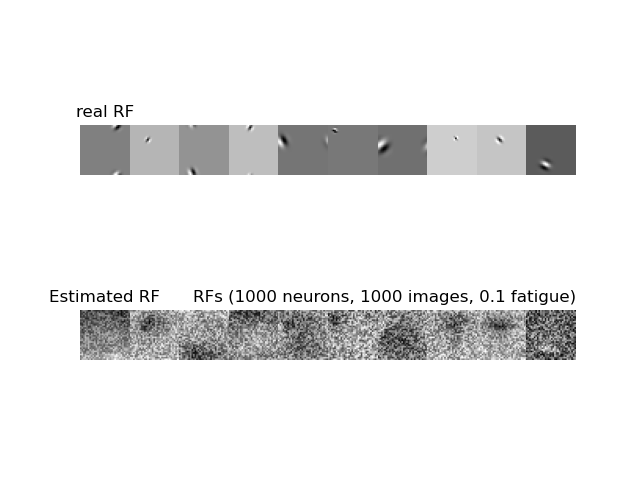 real RF
Estimated RF
RFs (1000 neurons, 1000 images, 0.1 fatigue)